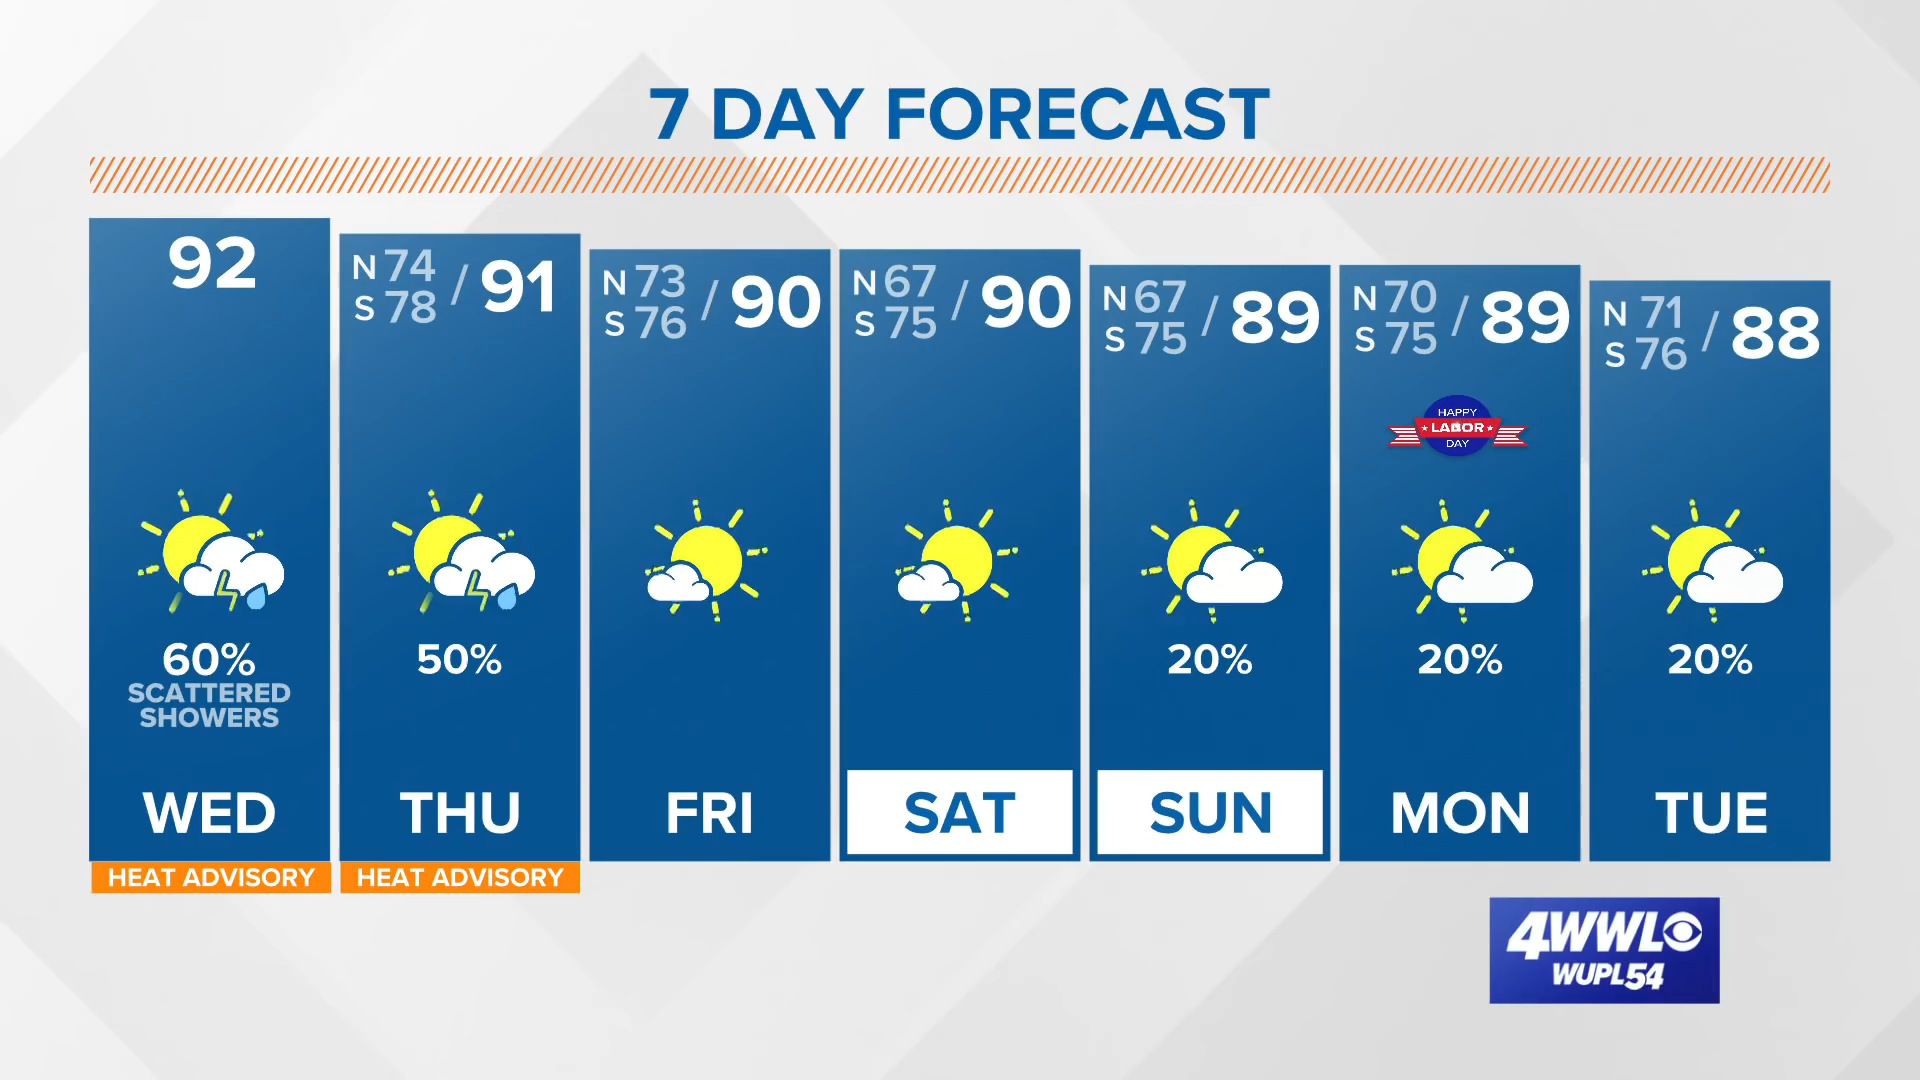 7 DAY FORECAST
92
60%
SCATTERED
SHOWERS
WED
HEAT ADVISORY
N 74
S 78
/ 91
50%
THU
HEAT ADVISORY
N 73
S 76
/ 90
FRI
N 67
S 75
/ 90
SAT
N 67
S 75
/ 89
20%
SUN
N 70
S 75
/ 89
HAPPY
LABOR
DAY
20%
MON
N 71
S 76
/ 88
20%
TUE
4WWL
WUPL54